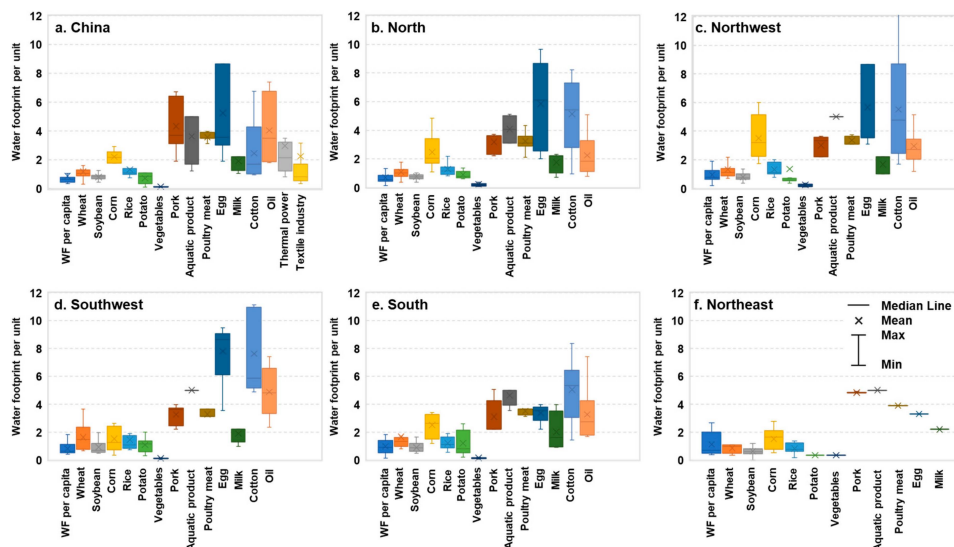 a. China
Water footprint per unit
12
10
8
6
4
2
0
WF per capita
Wheat
Soybean
Corn
Rice
Potato
Vegetables
Pork
Aquatic product
Poultry meat
Egg
Milk
Cotton
Oil
Thermal power
Textile industry
b. North
Water footprint per unit
12
10
8
6
4
2
0
WF per capita
Wheat
Soybean
Corn
Rice
Potato
Vegetables
Pork
Aquatic product
Poultry meat
Egg
Milk
Cotton
Oil
c. Northwest
Water footprint per unit
12
10
8
6
4
2
0
WF per capita
Wheat
Soybean
Corn
Rice
Potato
Vegetables
Pork
Aquatic product
Poultry meat
Egg
Milk
Cotton
Oil
d. Southwest
Water footprint per unit
12
10
8
6
4
2
0
WF per capita
Wheat
Soybean
Corn
Rice
Potato
Vegetables
Pork
Aquatic product
Poultry meat
Egg
Milk
Cotton
Oil
e. South
Water footprint per unit
12
10
8
6
4
2
0
WF per capita
Wheat
Soybean
Corn
Rice
Potato
Vegetables
Pork
Aquatic product
Poultry meat
Egg
Milk
Cotton
Oil
f. Northeast
Median Line
Mean
Max
Min
Water footprint per unit
12
10
8
6
4
2
0
WF per capita
Wheat
Soybean
Corn
Rice
Potato
Vegetables
Pork
Aquatic product
Poultry meat
Egg
Milk